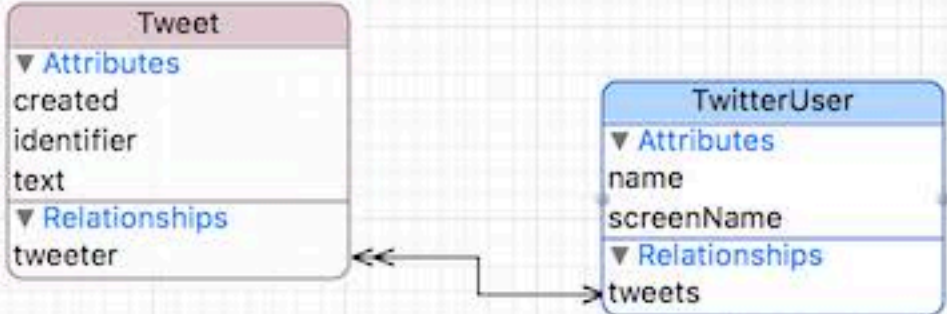 Tweet
▼ Attributes
created
identifier
text
▼ Relationships
tweeter
TwitterUser
▼ Attributes
name
screenName
▼ Relationships
tweets